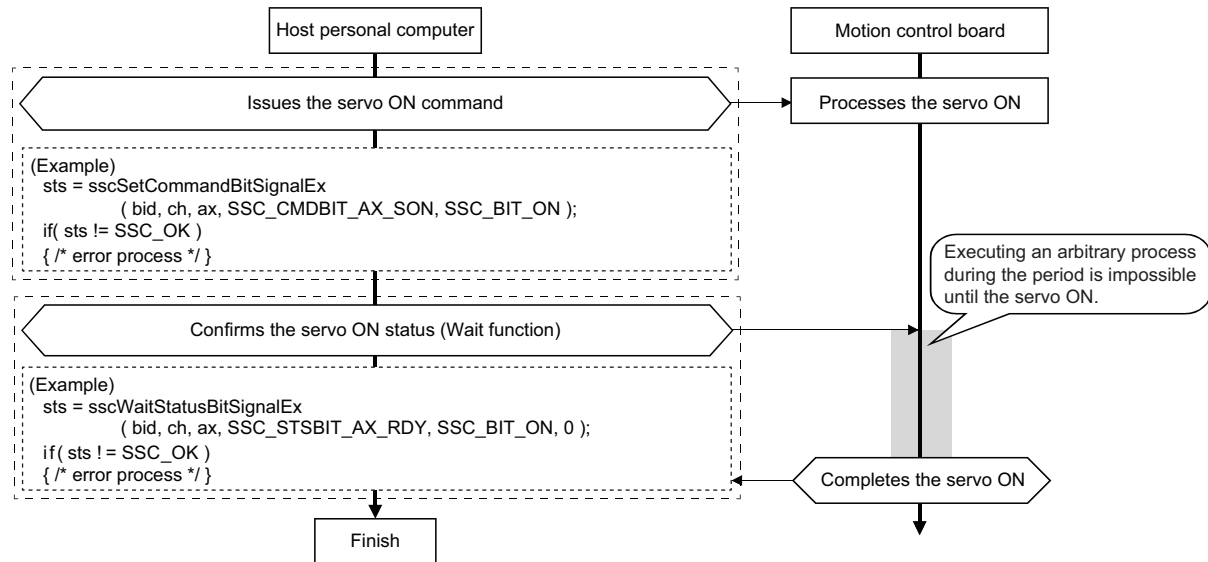 Host personal computer
Motion control board
Issues the servo ON command
Processes the servo ON
(Example)
sts = sscSetCommandBitSignalEx
( bid, ch, ax, SSC_CMDBIT_AX_SON, SSC_BIT_ON );
if( sts != SSC_OK )
{ /* error process */ }
Executing an arbitrary process
during the period is impossible
until the servo ON.
Confirms the servo ON status (Wait function)
(Example)
sts = sscWaitStatusBitSignalEx
( bid, ch, ax, SSC_STSBIT_AX_RDY, SSC_BIT_ON, 0 );
if( sts ! = SSC_OK )
{ /* error process */ }
Completes the servo ON
Finish